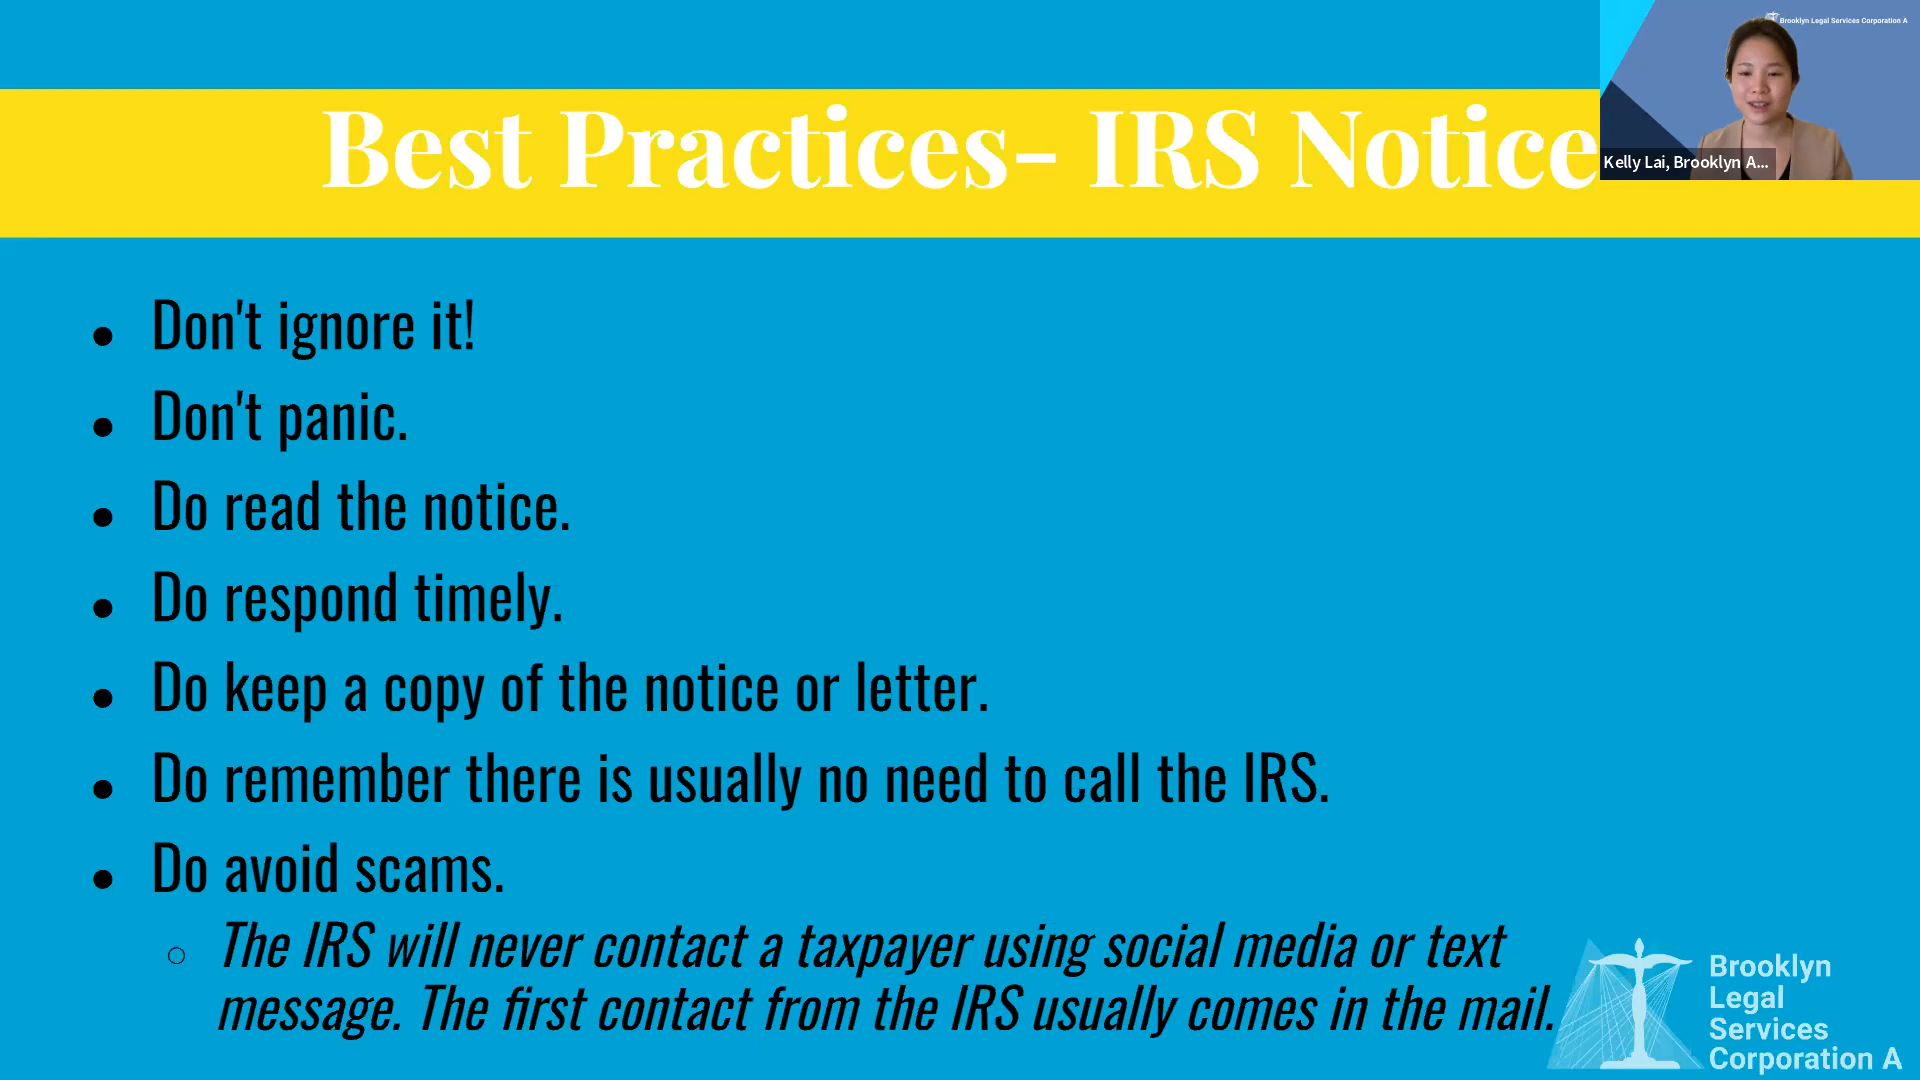 Brooklyn Legal Services Corporation A
Best Practices- IRS Notice
Kelly Lai, Brooklyn A...
● Don't ignore it!
● Don't panic.
● Do read the notice.
● Do respond timely.
● Do keep a copy of the notice or letter.
● Do remember there is usually no need to call the IRS.
● Do avoid scams.
○ The IRS will never contact a taxpayer using social media or text
message. The first contact from the IRS usually comes in the mail.
Brooklyn
Legal
Services
Corporation A